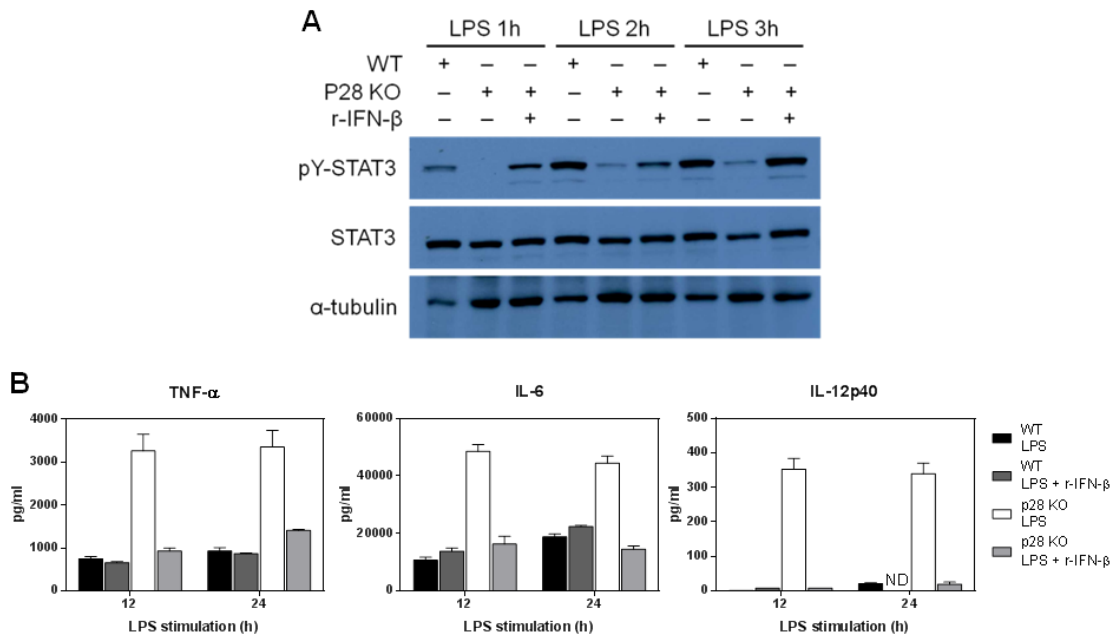 A
LPS 1h LPS 2h LPS 3h
WT + – – + – – + – –
P28 KO – + + – + + – + +
r-IFN-β – – + – – + – – +
pY-STAT3
STAT3
α-tubulin
B
TNF-α IL-6 IL-12p40
4000
3000
2000
1000
0
pg/ml
12 24
LPS stimulation (h)
60000
40000
20000
0
pg/ml
12 24
LPS stimulation (h)
500
400
300
200
100
0
pg/ml
ND
12 24
LPS stimulation (h)
WT
LPS
WT
LPS + r-IFN-β
p28 KO
LPS
p28 KO
LPS + r-IFN-β